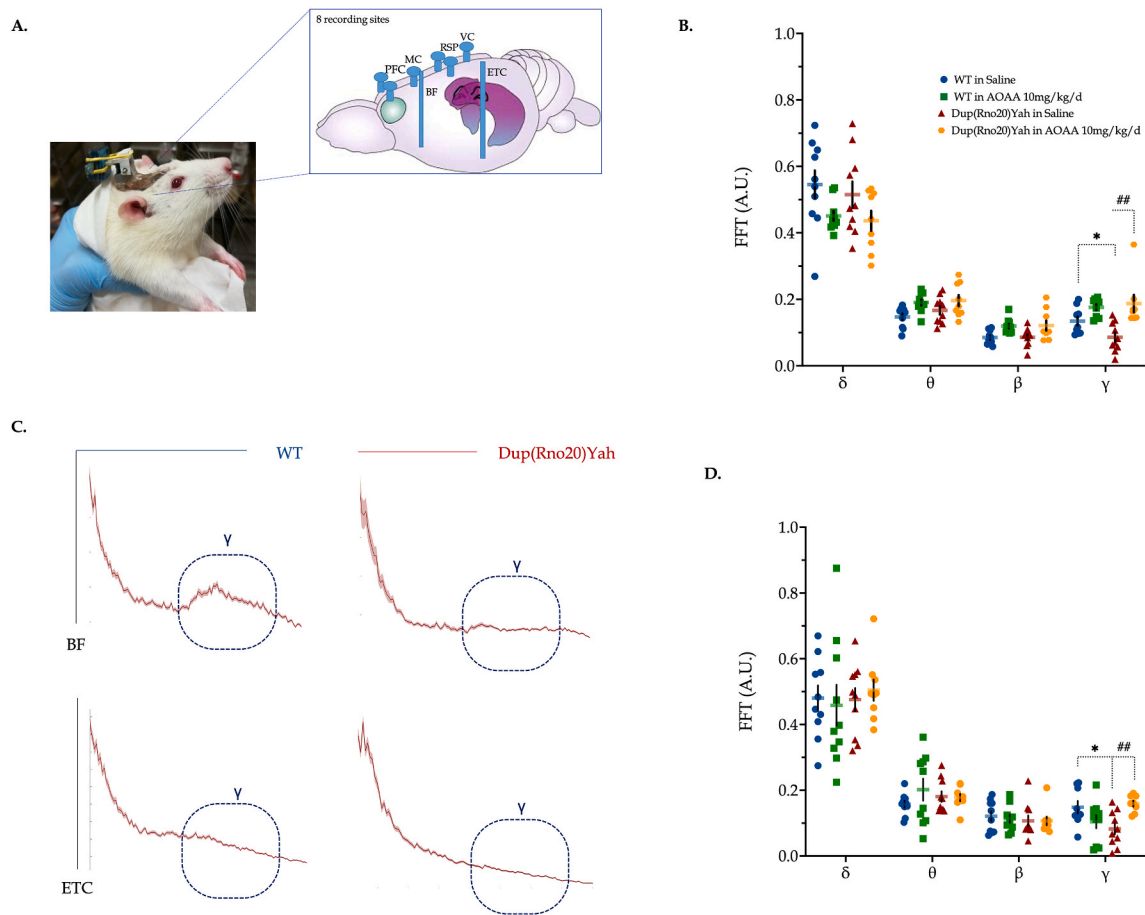 A.
8 recording sites
PFC
MC
RSP
VC
BF
ETC
B.
FFT (A.U.)
1.0
0.8
0.6
0.4
0.2
0.0
WT in Saline
WT in AOAA 10mg/kg/d
Dup(Rno20)Yah in Saline
Dup(Rno20)Yah in AOAA 10mg/kg/d
*
##
δ θ β γ
C.
WT
Dup(Rno20)Yah
γ
γ
BF
γ
γ
ETC
D.
FFT (A.U.)
1.0
0.8
0.6
0.4
0.2
0.0
*
##
δ θ β γ